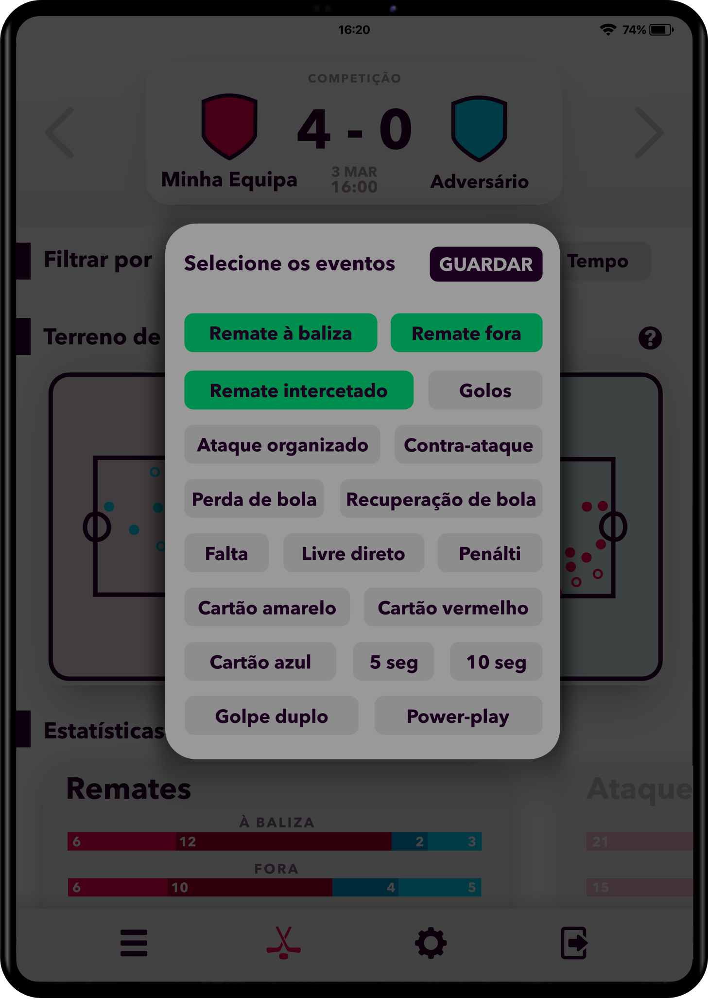 16:20
74%
COMPETIÇÃO
4 - 0
Minha Equipa
3 MAR
16:00
Adversário
Filtrar por
Tempo
Selecione os eventos
GUARDAR
Terreno de
Remate à baliza
Remate fora
Remate intercetado
Golos
Ataque organizado
Contra-ataque
Perda de bola
Recuperação de bola
Falta
Livre direto
Penálti
Cartão amarelo
Cartão vermelho
Cartão azul
5 seg
10 seg
Golpe duplo
Power-play
Estatísticas
Remates
Ataque
À BALIZA
6 12 2 3
21
FORA
6 10 4 5
15